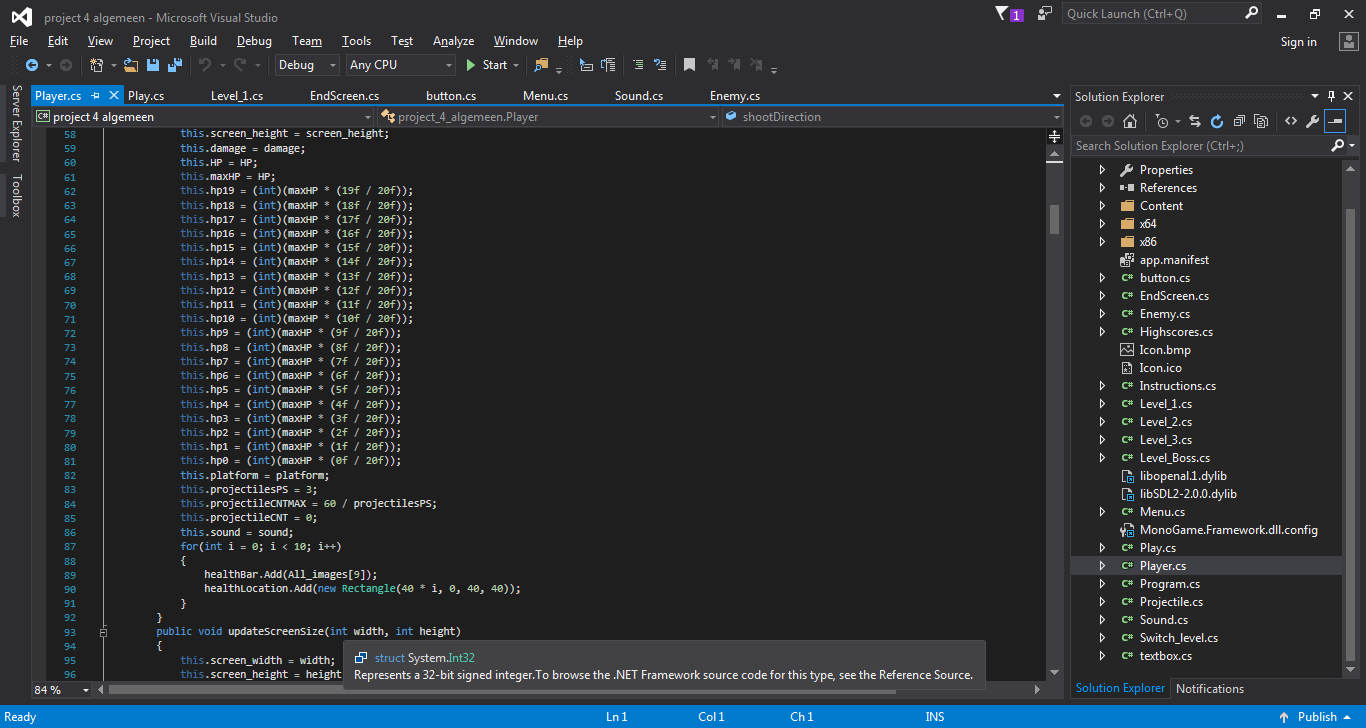 project 4 algemeen - Microsoft Visual Studio
1
Quick Launch (Ctrl+Q)
File Edit View Project Build Debug Team Tools Test Analyze Window Help
Sign in
Debug Any CPU Start
Server Explorer
Toolbox
Player.cs Play.cs Level_1.cs EndScreen.cs button.cs Menu.cs Sound.cs Enemy.cs
C# project 4 algemeen project_4_algemeen.Player shootDirection
58 this.screen_height = screen_height;
59 this.damage = damage;
60 this.HP = HP;
61 this.maxHP = HP;
62 this.hp19 = (int)(maxHP * (19f / 20f));
63 this.hp18 = (int)(maxHP * (18f / 20f));
64 this.hp17 = (int)(maxHP * (17f / 20f));
65 this.hp16 = (int)(maxHP * (16f / 20f));
66 this.hp15 = (int)(maxHP * (15f / 20f));
67 this.hp14 = (int)(maxHP * (14f / 20f));
68 this.hp13 = (int)(maxHP * (13f / 20f));
69 this.hp12 = (int)(maxHP * (12f / 20f));
70 this.hp11 = (int)(maxHP * (11f / 20f));
71 this.hp10 = (int)(maxHP * (10f / 20f));
72 this.hp9 = (int)(maxHP * (9f / 20f));
73 this.hp8 = (int)(maxHP * (8f / 20f));
74 this.hp7 = (int)(maxHP * (7f / 20f));
75 this.hp6 = (int)(maxHP * (6f / 20f));
76 this.hp5 = (int)(maxHP * (5f / 20f));
77 this.hp4 = (int)(maxHP * (4f / 20f));
78 this.hp3 = (int)(maxHP * (3f / 20f));
79 this.hp2 = (int)(maxHP * (2f / 20f));
80 this.hp1 = (int)(maxHP * (1f / 20f));
81 this.hp0 = (int)(maxHP * (0f / 20f));
82 this.platform = platform;
83 this.projectilesPS = 3;
84 this.projectileCNTMAX = 60 / projectilesPS;
85 this.projectileCNT = 0;
86 this.sound = sound;
87 for(int i = 0; i < 10; i++)
88 {
89 healthBar.Add(All_images[9]);
90 healthLocation.Add(new Rectangle(40 * i, 0, 40, 40));
91 }
92 }
93 public void updateScreenSize(int width, int height)
94 {
95 this.screen_width = width;
96 this.screen_height = height
struct System.Int32
Represents a 32-bit signed integer.To browse the .NET Framework source code for this type, see the Reference Source.
84 %
Solution Explorer
Search Solution Explorer (Ctrl+;)
Properties
References
Content
x64
x86
app.manifest
C# button.cs
C# EndScreen.cs
C# Enemy.cs
C# Highscores.cs
Icon.bmp
Icon.ico
C# Instructions.cs
C# Level_1.cs
C# Level_2.cs
C# Level_3.cs
C# Level_Boss.cs
libopenal.1.dylib
libSDL2-2.0.0.dylib
C# Menu.cs
MonoGame.Framework.dll.config
C# Play.cs
C# Player.cs
C# Program.cs
C# Projectile.cs
C# Sound.cs
C# Switch_level.cs
C# textbox.cs
Solution Explorer Notifications
Ready Ln 1 Col 1 Ch 1 INS Publish